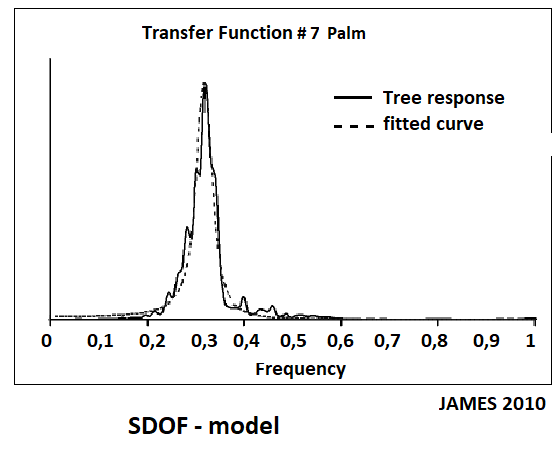 Transfer Function # 7 Palm
Tree response
fitted curve
0 0,1 0,2 0,3 0,4 0,5 0,6 0,7 0,8 0,9 1
Frequency
JAMES 2010
SDOF - model